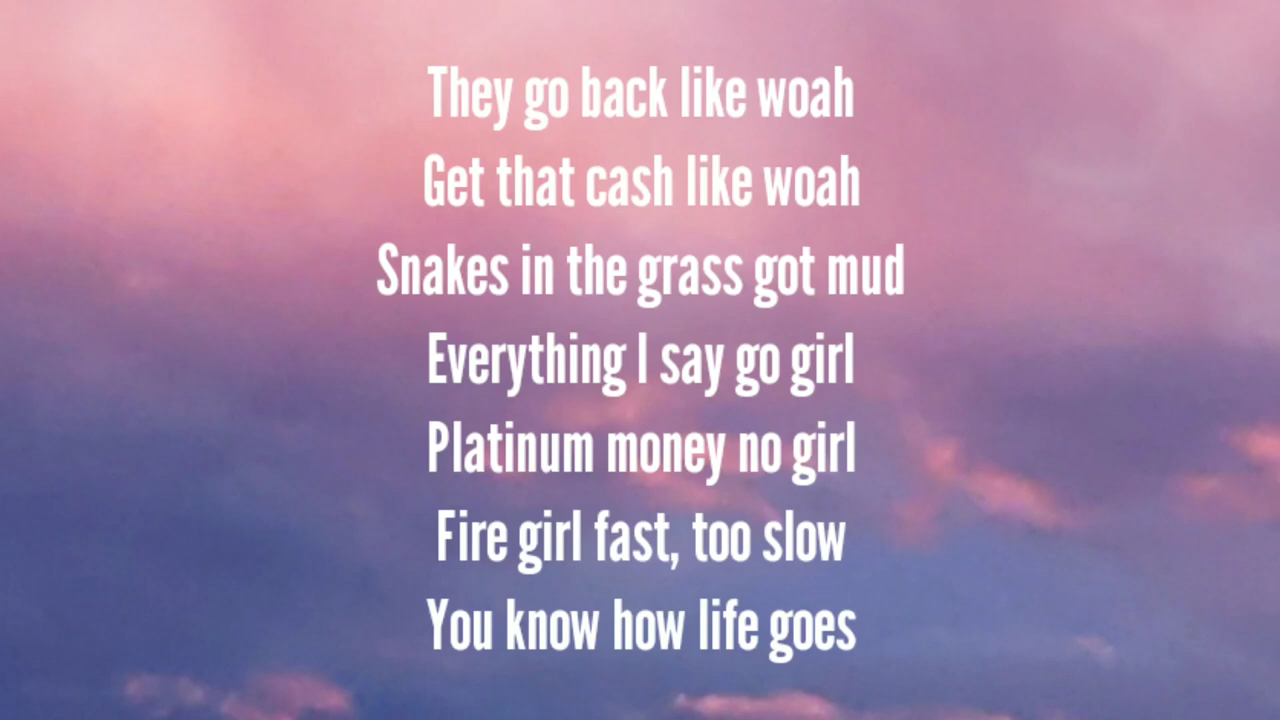 They go back like woah
Get that cash like woah
Snakes in the grass got mud
Everything I say go girl
Platinum money no girl
Fire girl fast, too slow
You know how life goes